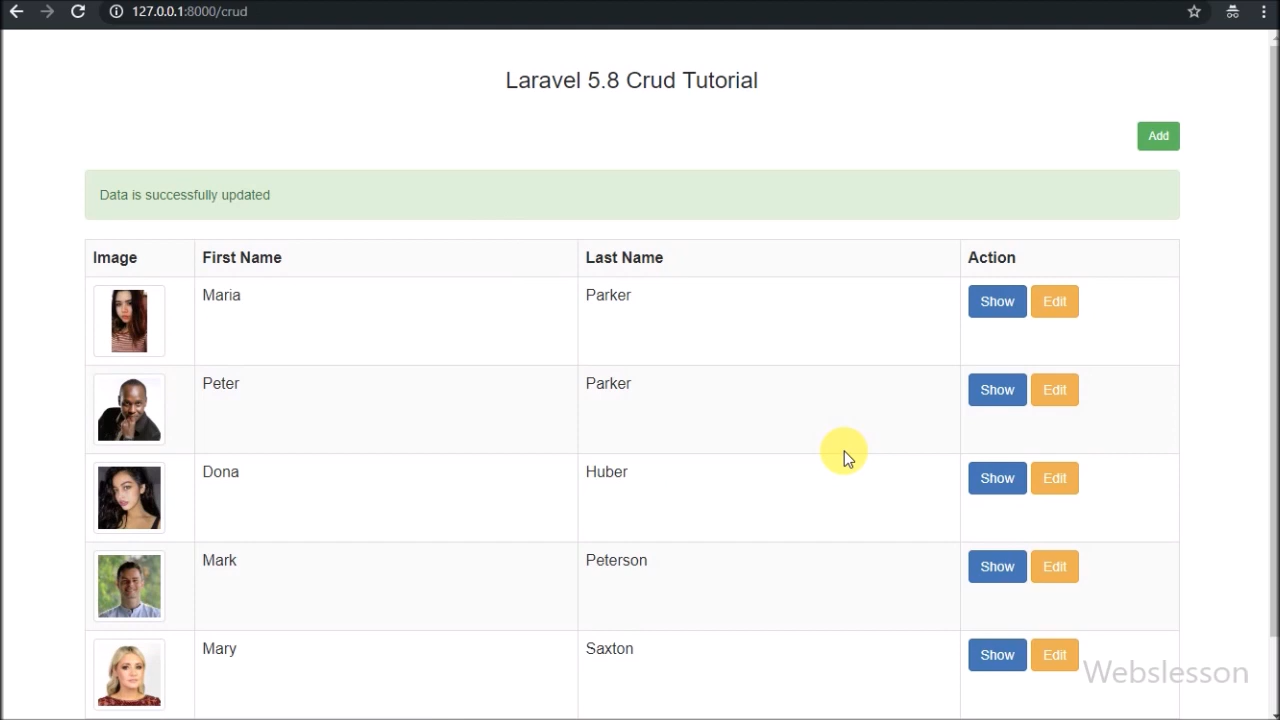 127.0.0.1:8000/crud
Laravel 5.8 Crud Tutorial
Add
Data is successfully updated
Image First Name Last Name Action
Maria Parker Show Edit
Peter Parker Show Edit
Dona Huber Show Edit
Mark Peterson Show Edit
Mary Saxton Show Edit
Webslesson